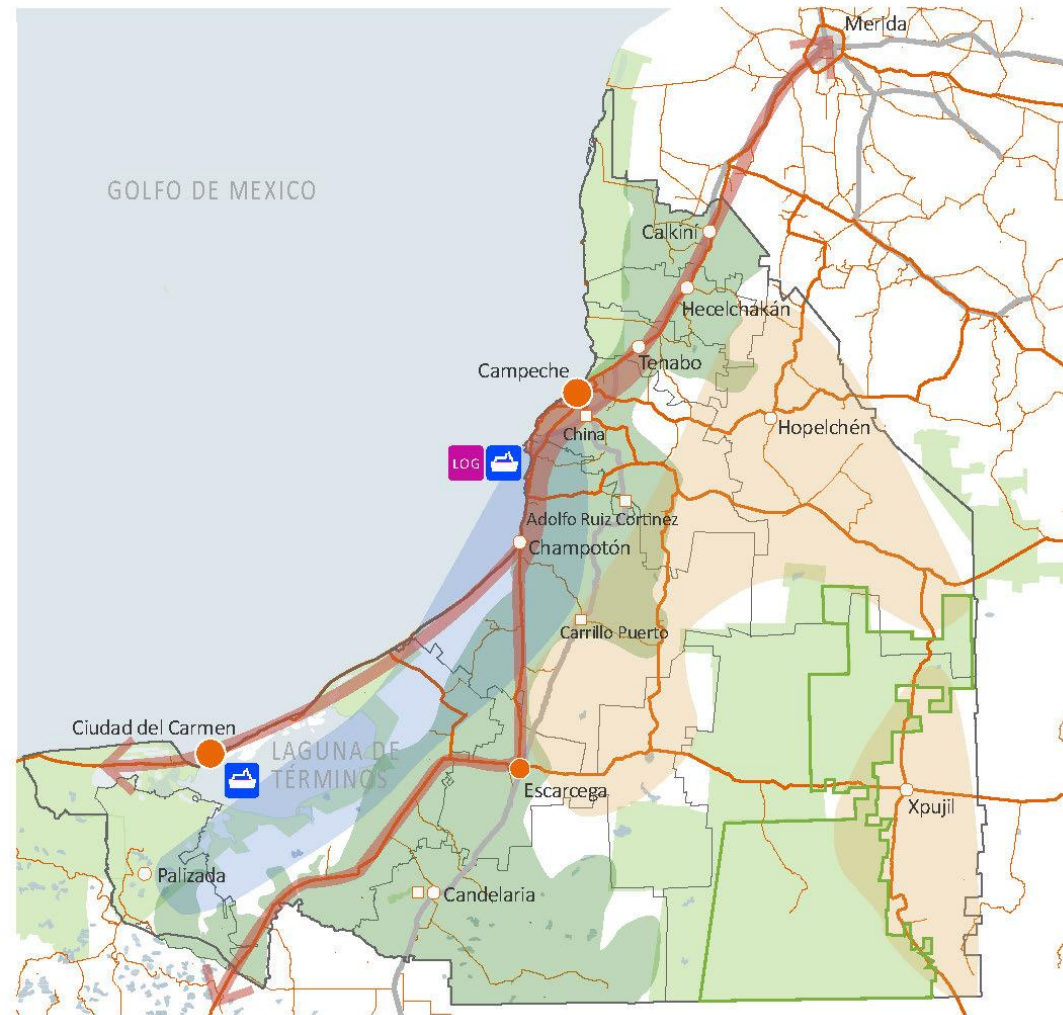 Merida
GOLFO DE MEXICO
Calkiní
Hecelchákán
Tenabo
Campeche
China
Hopelchén
LOG
Adolfo Ruiz Cortinez
Champotón
Carrillo Puerto
Ciudad del Carmen
LAGUNA DE
TÉRMINOS
Escarcega
Xpujil
Palizada
Candelaria